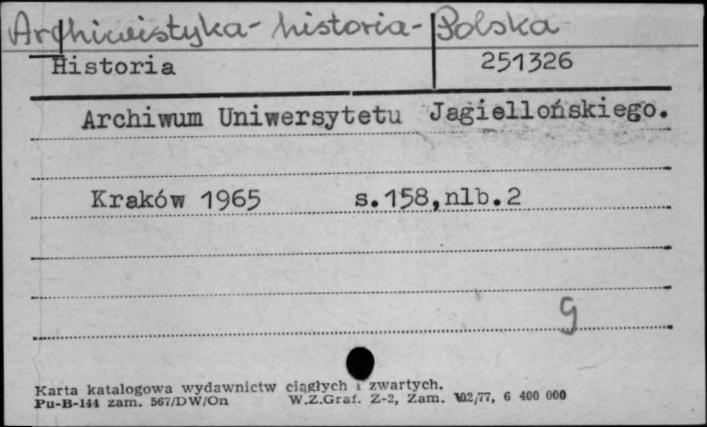 Archiwistyka - historia - Polska
Historia 251326
Archiwum Uniwersytetu Jagiellońskiego.
Kraków 1965 s.158,nlb.2
g
Karta katalogowa wydawnictw ciągłych i zwartych.
Pu-B-144 zam. 567/DW/On W.Z.Graf. Z-2, Zam. 102/77, 6 400 000